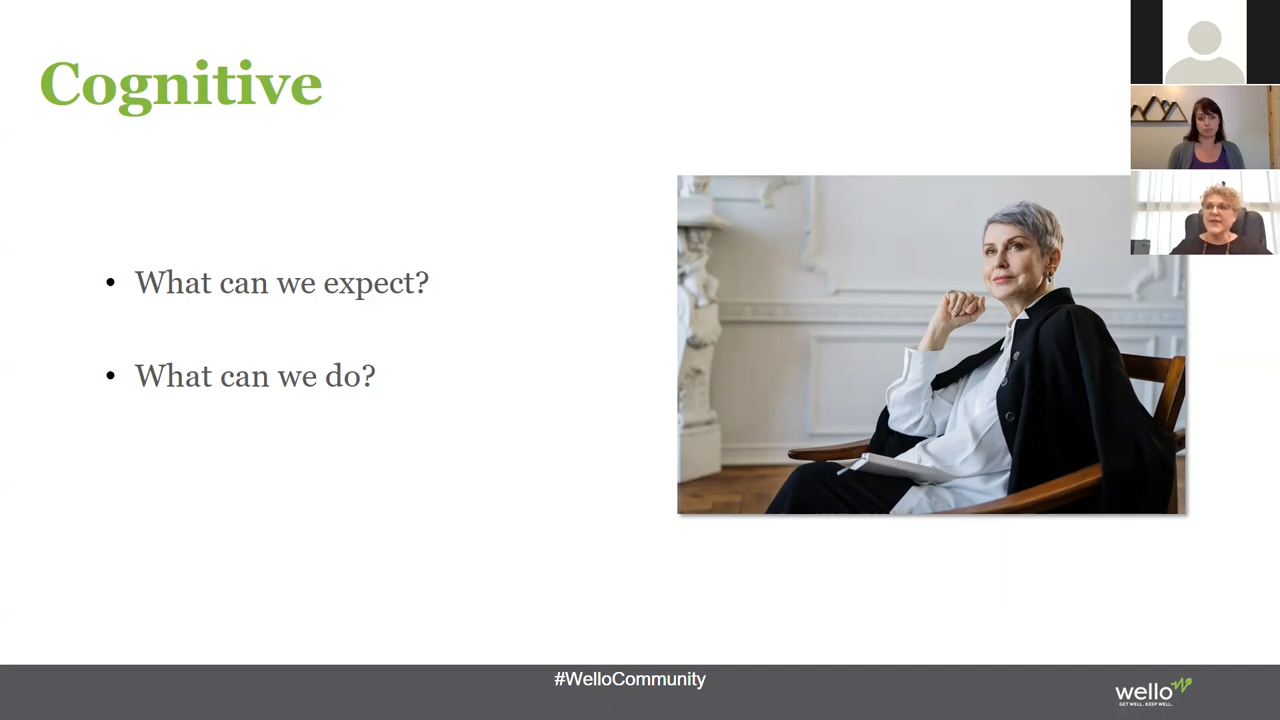 Cognitive
• What can we expect?
• What can we do?
#WelloCommunity
wello
GET WELL. KEEP WELL.